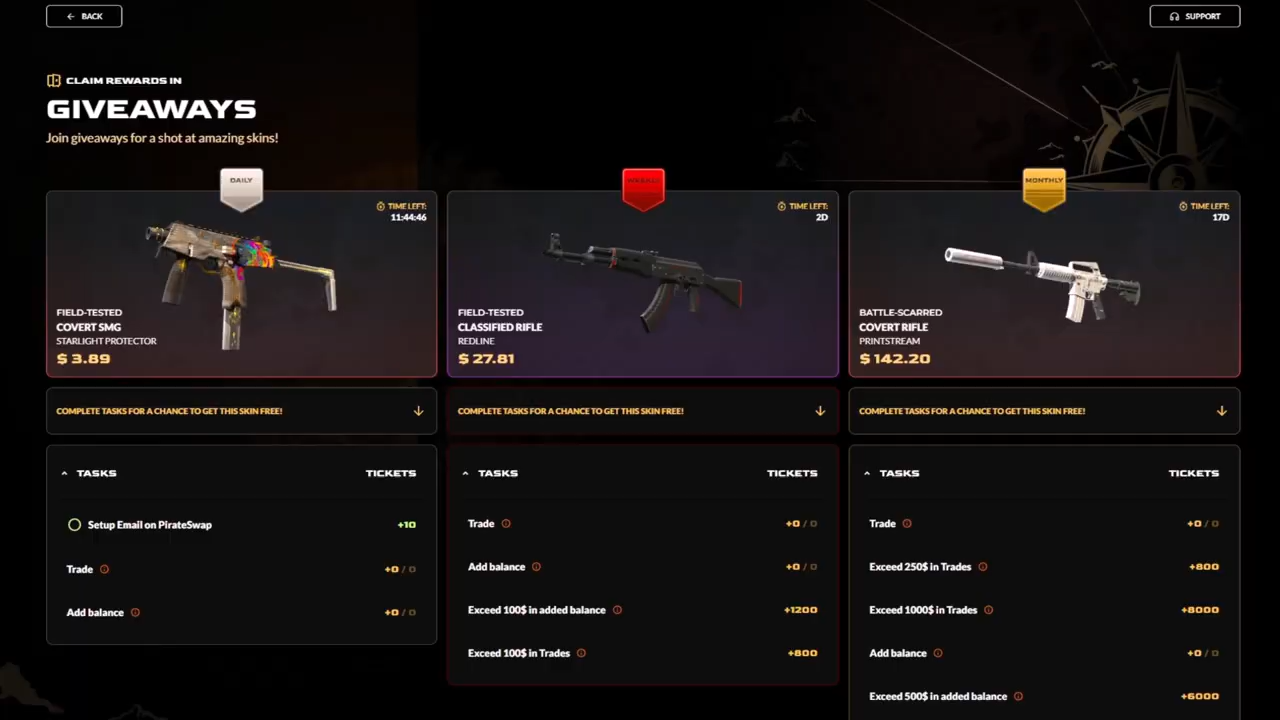 BACK
SUPPORT
CLAIM REWARDS IN
GIVEAWAYS
Join giveaways for a shot at amazing skins!
DAILY
TIME LEFT:
11:44:46
FIELD-TESTED
COVERT SMG
STARLIGHT PROTECTOR
$ 3.89
COMPLETE TASKS FOR A CHANCE TO GET THIS SKIN FREE!
TASKS TICKETS
Setup Email on PirateSwap +10
Trade +0 / 0
Add balance +0 / 0
WEEKLY
TIME LEFT:
2D
FIELD-TESTED
CLASSIFIED RIFLE
REDLINE
$ 27.81
COMPLETE TASKS FOR A CHANCE TO GET THIS SKIN FREE!
TASKS TICKETS
Trade +0 / 0
Add balance +0 / 0
Exceed 100$ in added balance +1200
Exceed 100$ in Trades +800
MONTHLY
TIME LEFT:
17D
BATTLE-SCARRED
COVERT RIFLE
PRINTSTREAM
$ 142.20
COMPLETE TASKS FOR A CHANCE TO GET THIS SKIN FREE!
TASKS TICKETS
Trade +0 / 0
Exceed 250$ in Trades +800
Exceed 1000$ in Trades +8000
Add balance +0 / 0
Exceed 500$ in added balance +6000